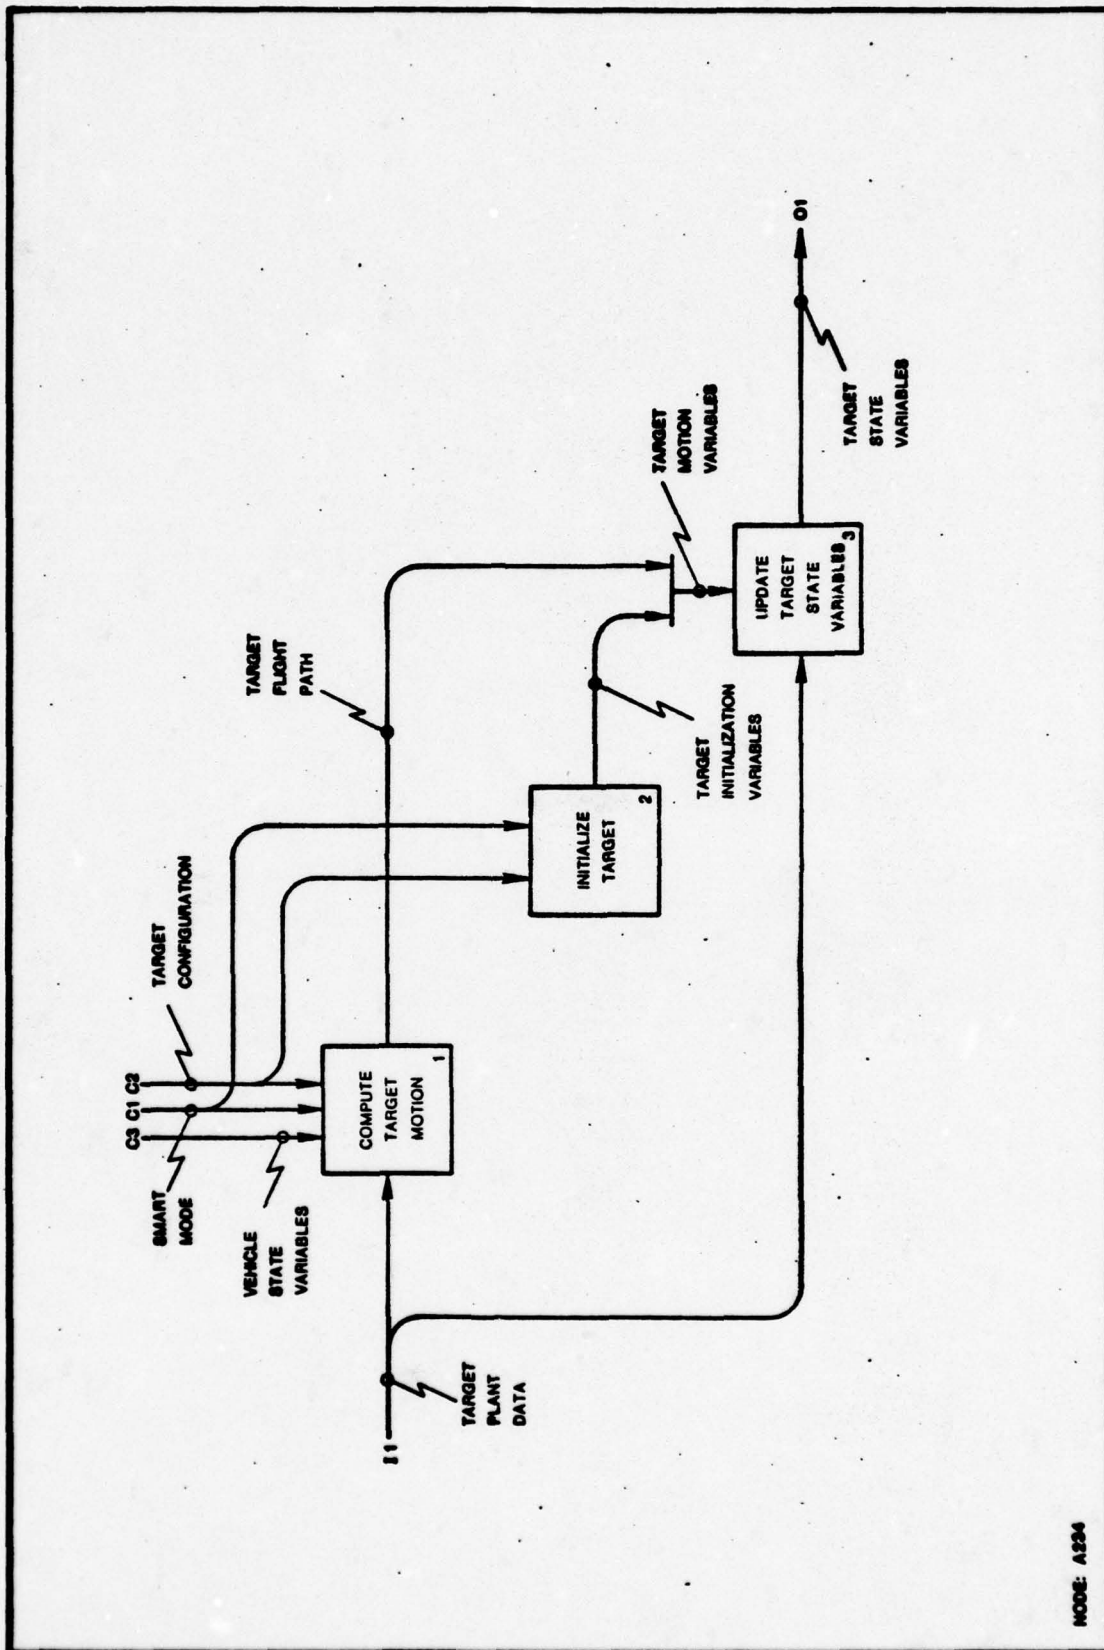 C3 C1 C2
TARGET
CONFIGURATION
SMART
MODE
VEHICLE
STATE
VARIABLES
TARGET
FLIGHT
PATH
COMPUTE
TARGET
MOTION
1
I1
TARGET
PLANT
DATA
INITIALIZE
TARGET
2
TARGET
INITIALIZATION
VARIABLES
TARGET
MOTION
VARIABLES
UPDATE
TARGET
STATE
VARIABLES
3
TARGET
STATE
VARIABLES
O1
NODE: A234